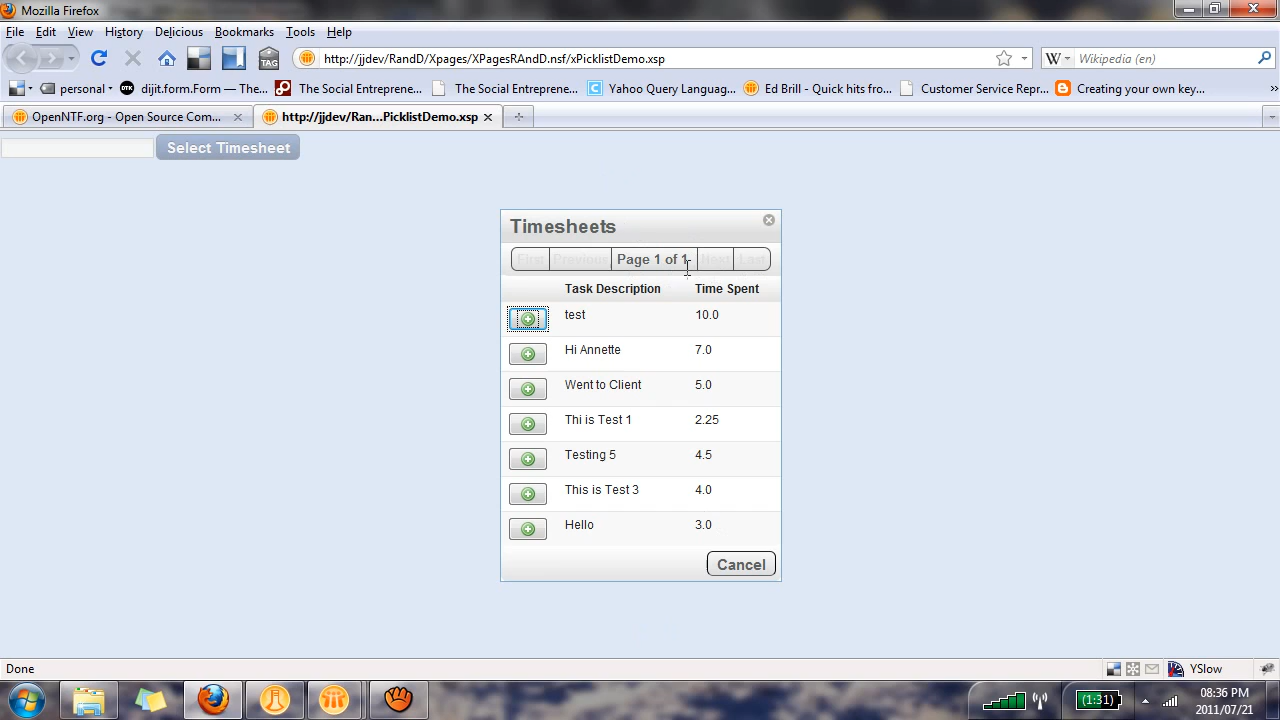 Mozilla Firefox
File Edit View History Delicious Bookmarks Tools Help
TAG http://jjdev/RandD/Xpages/XPagesRAndD.nsf/xPicklistDemo.xsp W Wikipedia (en)
personal DTK dijit.form.Form — The... The Social Entreprene... The Social Entreprene... Yahoo Query Languag... Ed Brill - Quick hits fro... Customer Service Repr... Creating your own key... »
OpenNTF.org - Open Source Com... http://jjdev/Ran...PicklistDemo.xsp
Select Timesheet
Timesheets
First Previous Page 1 of 1 Next Last
Task Description Time Spent
test 10.0
Hi Annette 7.0
Went to Client 5.0
Thi is Test 1 2.25
Testing 5 4.5
This is Test 3 4.0
Hello 3.0
Cancel
Done YSlow
(1:31) 08:36 PM
2011/07/21